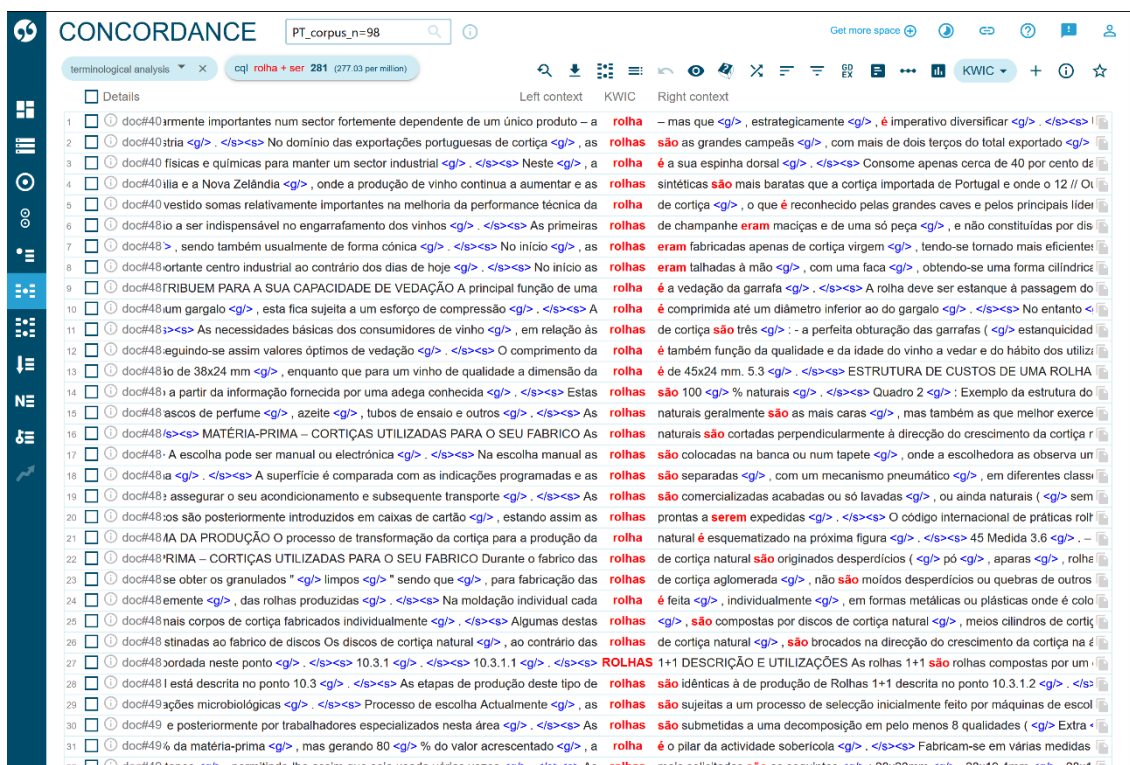 CONCORDANCE PT_corpus_n=98 Get more space
terminological analysis cql rolha + ser 281 (277.03 per million) GD EX KWIC
Details Left context KWIC Right context
1 doc#40 armente importantes num sector fortemente dependente de um único produto – a rolha – mas que <g/> , estrategicamente <g/> , é imperativo diversificar <g/> . </s><s>
2 doc#40 stria <g/> . </s><s> No domínio das exportações portuguesas de cortiça <g/> , as rolhas são as grandes campeãs <g/> , com mais de dois terços do total exportado <g/>
3 doc#40 físicas e químicas para manter um sector industrial <g/> . </s><s> Neste <g/> , a rolha é a sua espinha dorsal <g/> . </s><s> Consome apenas cerca de 40 por cento da
4 doc#40 ália e a Nova Zelândia <g/> , onde a produção de vinho continua a aumentar e as rolhas sintéticas são mais baratas que a cortiça importada de Portugal e onde o 12 // Ou
5 doc#40 vestido somas relativamente importantes na melhoria da performance técnica da rolha de cortiça <g/> , o que é reconhecido pelas grandes caves e pelos principais líder
6 doc#48 io a ser indispensável no engarrafamento dos vinhos <g/> . </s><s> As primeiras rolhas de champanhe eram maciças e de uma só peça <g/> , e não constituídas por dis
7 doc#48 > , sendo também usualmente de forma cónica <g/> . </s><s> No início <g/> , as rolhas eram fabricadas apenas de cortiça virgem <g/> , tendo-se tornado mais eficientes
8 doc#48 ortante centro industrial ao contrário dos dias de hoje <g/> . </s><s> No início as rolhas eram talhadas à mão <g/> , com uma faca <g/> , obtendo-se uma forma cilíndrica
9 doc#48 TRIBUEM PARA A SUA CAPACIDADE DE VEDAÇÃO A principal função de uma rolha é a vedação da garrafa <g/> . </s><s> A rolha deve ser estanque à passagem do
10 doc#48 um gargalo <g/> , esta fica sujeita a um esforço de compressão <g/> . </s><s> A rolha é comprimida até um diâmetro inferior ao do gargalo <g/> . </s><s> No entanto <
11 doc#48 s><s> As necessidades básicas dos consumidores de vinho <g/> , em relação às rolhas de cortiça são três <g/> : - a perfeita obturação das garrafas ( <g/> estanquicidad
12 doc#48 eguindo-se assim valores óptimos de vedação <g/> . </s><s> O comprimento da rolha é também função da qualidade e da idade do vinho a vedar e do hábito dos utiliz
13 doc#48 o de 38x24 mm <g/> , enquanto que para um vinho de qualidade a dimensão da rolha é de 45x24 mm. 5.3 <g/> . </s><s> ESTRUTURA DE CUSTOS DE UMA ROLHA
14 doc#48 a partir da informação fornecida por uma adega conhecida <g/> . </s><s> Estas rolhas são 100 <g/> % naturais <g/> . </s><s> Quadro 2 <g/> : Exemplo da estrutura do
15 doc#48 ascos de perfume <g/> , azeite <g/> , tubos de ensaio e outros <g/> . </s><s> As rolhas naturais geralmente são as mais caras <g/> , mas também as que melhor exerce
16 doc#48 /s><s> MATÉRIA-PRIMA – CORTIÇAS UTILIZADAS PARA O SEU FABRICO As rolhas naturais são cortadas perpendicularmente à direcção do crescimento da cortiça
17 doc#48 A escolha pode ser manual ou electrónica <g/> . </s><s> Na escolha manual as rolhas são colocadas na banca ou num tapete <g/> , onde a escolhedora as observa um
18 doc#48 a <g/> . </s><s> A superfície é comparada com as indicações programadas e as rolhas são separadas <g/> , com um mecanismo pneumático <g/> , em diferentes classe
19 doc#48 assegurar o seu acondicionamento e subsequente transporte <g/> . </s><s> As rolhas são comercializadas acabadas ou só lavadas <g/> , ou ainda naturais ( <g/> sem
20 doc#48 os são posteriormente introduzidos em caixas de cartão <g/> , estando assim as rolhas prontas a serem expedidas <g/> . </s><s> O código internacional de práticas rolh
21 doc#48 MA DA PRODUÇÃO O processo de transformação da cortiça para a produção da rolha natural é esquematizado na próxima figura <g/> . </s><s> 45 Medida 3.6 <g/> . –
22 doc#48 PRIMA – CORTIÇAS UTILIZADAS PARA O SEU FABRICO Durante o fabrico das rolhas de cortiça natural são originados desperdícios ( <g/> pó <g/> , aparas <g/> , rolha
23 doc#48 se obter os granulados " <g/> limpos <g/> " sendo que <g/> , para fabricação das rolhas de cortiça aglomerada <g/> , não são moídos desperdícios ou quebras de outros
24 doc#48 emente <g/> , das rolhas produzidas <g/> . </s><s> Na moldação individual cada rolha é feita <g/> , individualmente <g/> , em formas metálicas ou plásticas onde é colo
25 doc#48 nais corpos de cortiça fabricados individualmente <g/> . </s><s> Algumas destas rolhas <g/> , são compostas por discos de cortiça natural <g/> , meios cilindros de cortiç
26 doc#48 stinadas ao fabrico de discos Os discos de cortiça natural <g/> , ao contrário das rolhas de cortiça natural <g/> , são brocados na direcção do crescimento da cortiça na á
27 doc#48 bordada neste ponto <g/> . </s><s> 10.3.1 <g/> . </s><s> 10.3.1.1 <g/> . </s><s> ROLHAS 1+1 DESCRIÇÃO E UTILIZAÇÕES As rolhas 1+1 são rolhas compostas por um
28 doc#48 l está descrita no ponto 10.3 <g/> . </s><s> As etapas de produção deste tipo de rolhas são idênticas à de produção de Rolhas 1+1 descrita no ponto 10.3.1.2 <g/> . </s>
29 doc#49 ações microbiológicas <g/> . </s><s> Processo de escolha Actualmente <g/> , as rolhas são sujeitas a um processo de selecção inicialmente feito por máquinas de escol
30 doc#49 e posteriormente por trabalhadores especializados nesta área <g/> . </s><s> As rolhas são submetidas a uma decomposição em pelo menos 8 qualidades ( <g/> Extra <
31 doc#49 % da matéria-prima <g/> , mas gerando 80 <g/> % do valor acrescentado <g/> , a rolha é o pilar da actividade soberícola <g/> . </s><s> Fabricam-se em várias medidas